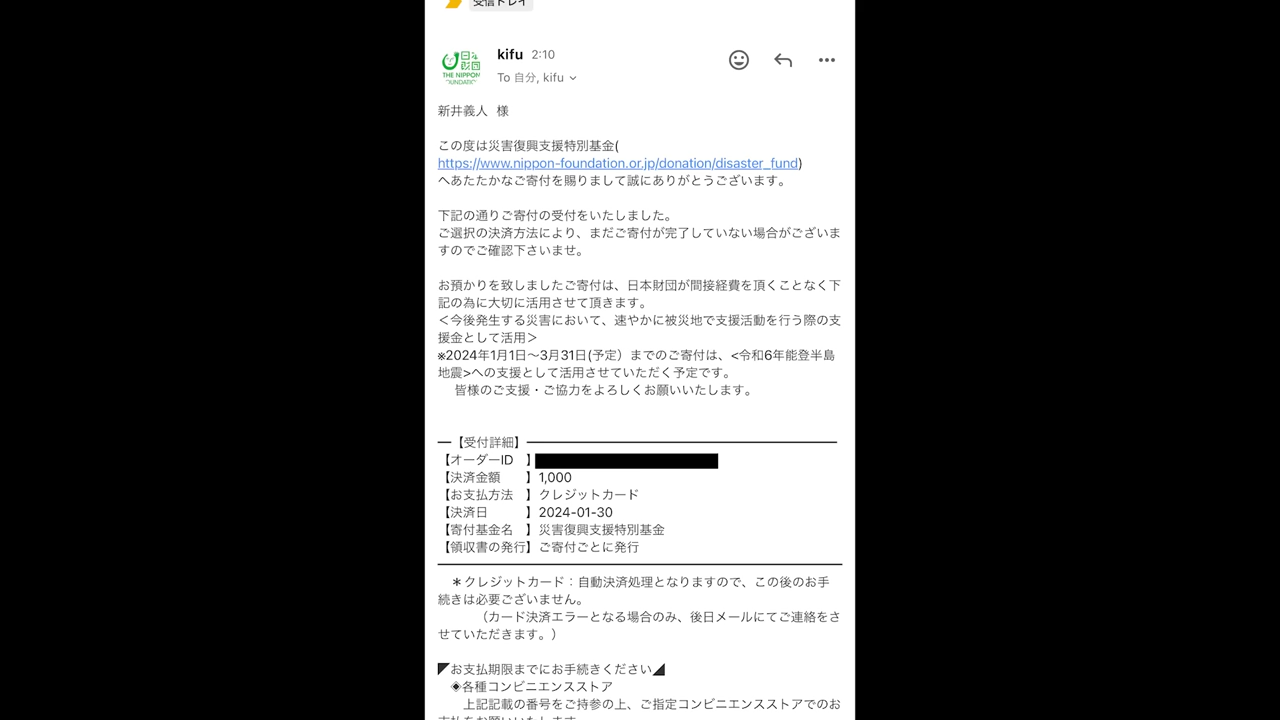 受信トレイ
kifu 2:10
THE NIPPON
FOUNDATION
To 自分, kifu
新井義人 様
この度は災害復興支援特別基金(
https://www.nippon-foundation.or.jp/donation/disaster_fund)
へあたたかなご寄付を賜りまして誠にありがとうございます。
下記の通りご寄付の受付をいたしました。
ご選択の決済方法により、まだご寄付が完了していない場合がございま
すのでご確認下さいませ。
お預かりを致しましたご寄付は、日本財団が間接経費を頂くことなく下
記の為に大切に活用させて頂きます。
＜今後発生する災害において、速やかに被災地で支援活動を行う際の支
援金として活用＞
※2024年1月1日～3月31日(予定）までのご寄付は、<令和6年能登半島
地震>への支援として活用させていただく予定です。
皆様のご支援・ご協力をよろしくお願いいたします。
━【受付詳細】━━━━━━━━━━━━━━━━━━━━
【オーダーID　】
【決済金額　　】1,000
【お支払方法　】クレジットカード
【決済日　　　】2024-01-30
【寄付基金名　】災害復興支援特別基金
【領収書の発行】ご寄付ごとに発行
＊クレジットカード：自動決済処理となりますので、この後のお手
続きは必要ございません。
（カード決済エラーとなる場合のみ、後日メールにてご連絡をさ
せていただきます。）
◤お支払期限までにお手続きください◢
◈各種コンビニエンスストア
上記記載の番号をご持参の上、ご指定コンビニエンスストアでのお
支払をお願いいたします。